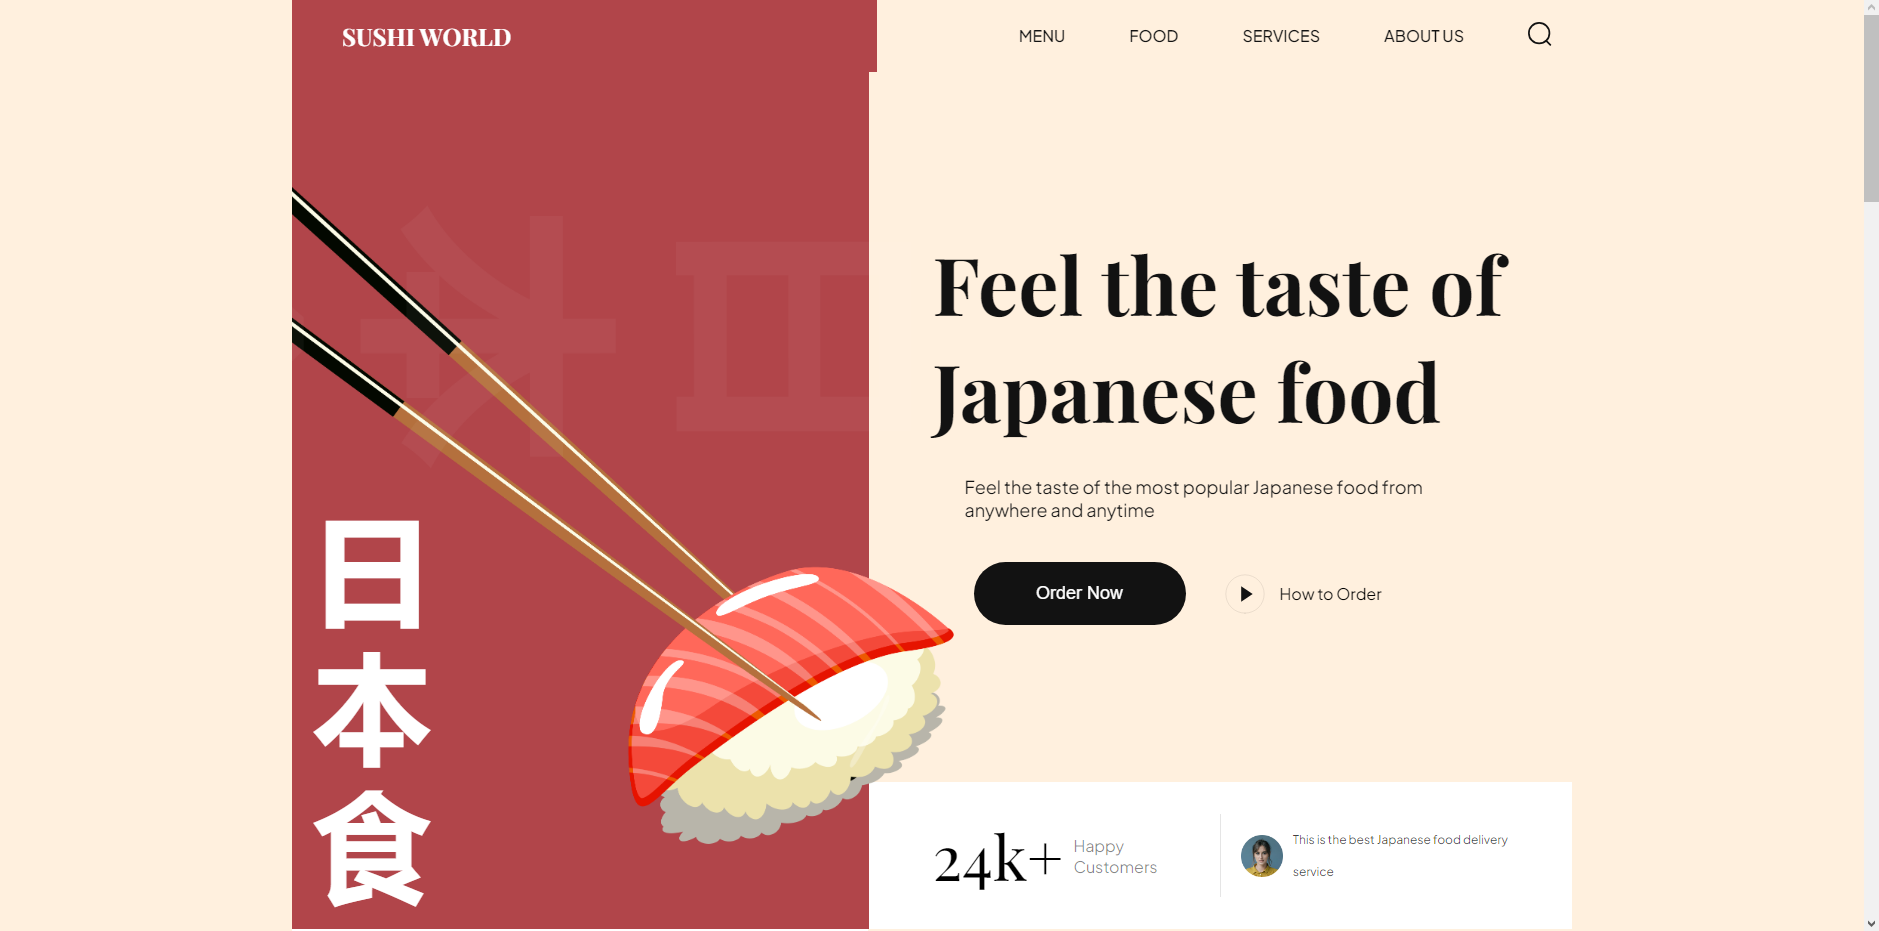 SUSHI WORLD
MENU FOOD SERVICES ABOUT US
Feel the taste of
Japanese food
Feel the taste of the most popular Japanese food from
anywhere and anytime
Order Now
How to Order
日
本
食
24k+
Happy
Customers
This is the best Japanese food delivery
service